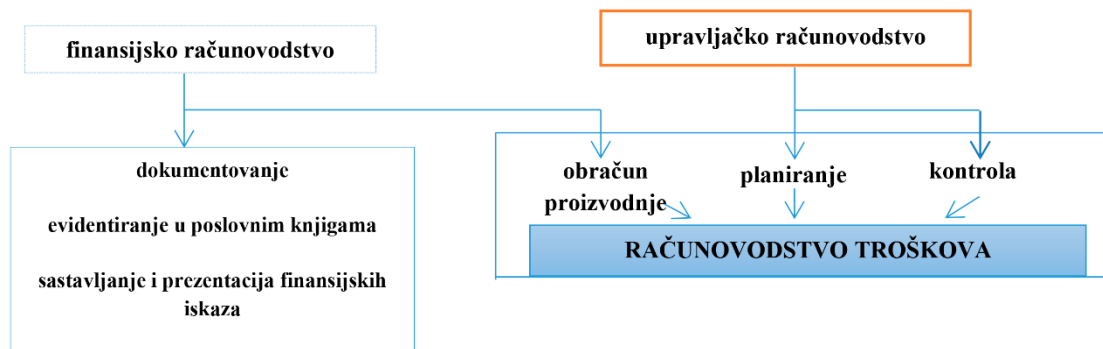 finansijsko računovodstvo
upravljačko računovodstvo
dokumentovanje
evidentiranje u poslovnim knjigama
sastavljanje i prezentacija finansijskih
iskaza
obračun
proizvodnje
planiranje
kontrola
RAČUNOVODSTVO TROŠKOVA